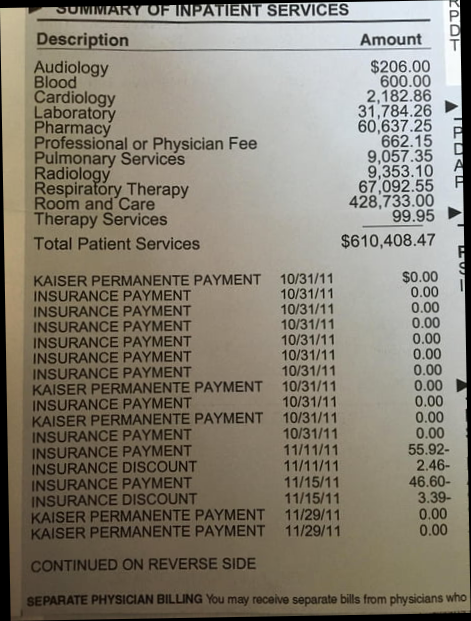 ▶ SUMMARY OF INPATIENT SERVICES
Description Amount
Audiology $206.00
Blood 600.00
Cardiology 2,182.86
Laboratory 31,784.26
Pharmacy 60,637.25
Professional or Physician Fee 662.15
Pulmonary Services 9,057.35
Radiology 9,353.10
Respiratory Therapy 67,092.55
Room and Care 428,733.00
Therapy Services 99.95
Total Patient Services $610,408.47
KAISER PERMANENTE PAYMENT 10/31/11 $0.00
INSURANCE PAYMENT 10/31/11 0.00
INSURANCE PAYMENT 10/31/11 0.00
INSURANCE PAYMENT 10/31/11 0.00
INSURANCE PAYMENT 10/31/11 0.00
INSURANCE PAYMENT 10/31/11 0.00
INSURANCE PAYMENT 10/31/11 0.00
KAISER PERMANENTE PAYMENT 10/31/11 0.00
INSURANCE PAYMENT 10/31/11 0.00
KAISER PERMANENTE PAYMENT 10/31/11 0.00
INSURANCE PAYMENT 10/31/11 0.00
INSURANCE PAYMENT 11/11/11 55.92-
INSURANCE DISCOUNT 11/11/11 2.46-
INSURANCE PAYMENT 11/15/11 46.60-
INSURANCE DISCOUNT 11/15/11 3.39-
KAISER PERMANENTE PAYMENT 11/29/11 0.00
KAISER PERMANENTE PAYMENT 11/29/11 0.00
CONTINUED ON REVERSE SIDE
SEPARATE PHYSICIAN BILLING You may receive separate bills from physicians who